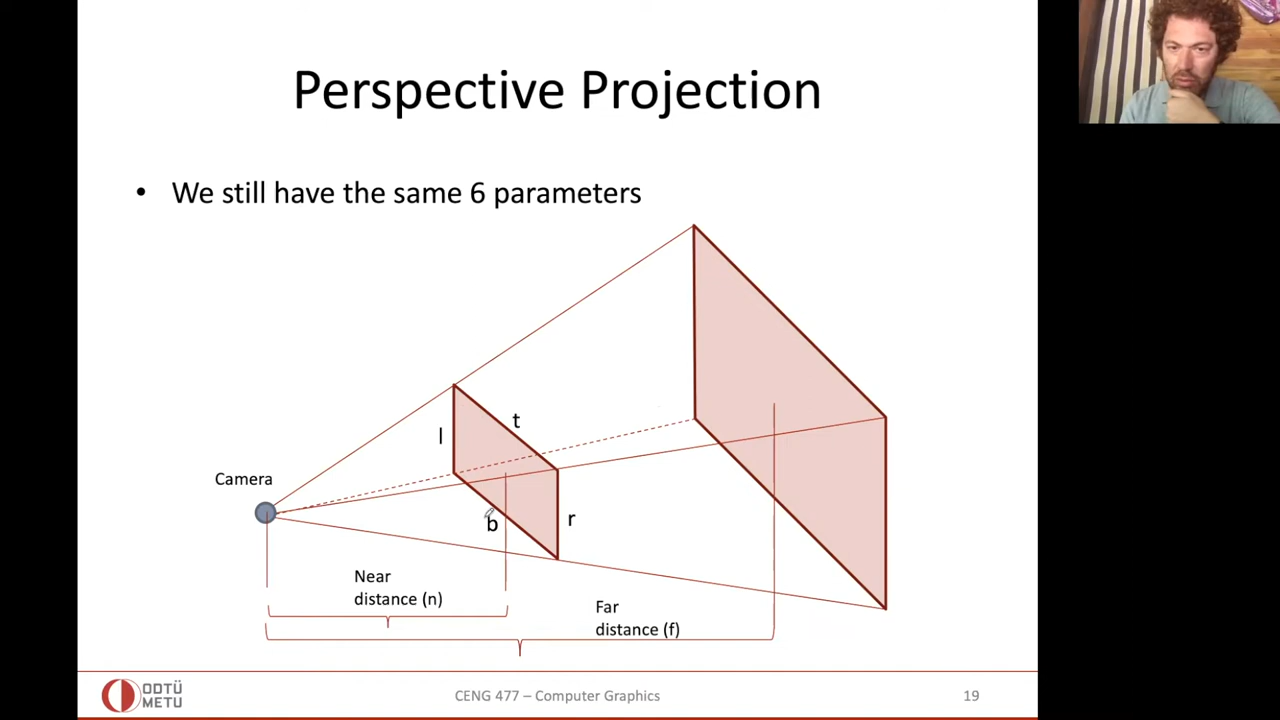 Perspective Projection
• We still have the same 6 parameters
t
l
Camera
b
r
Near
distance (n)
Far
distance (f)
ODTÜ
METU
CENG 477 – Computer Graphics
19